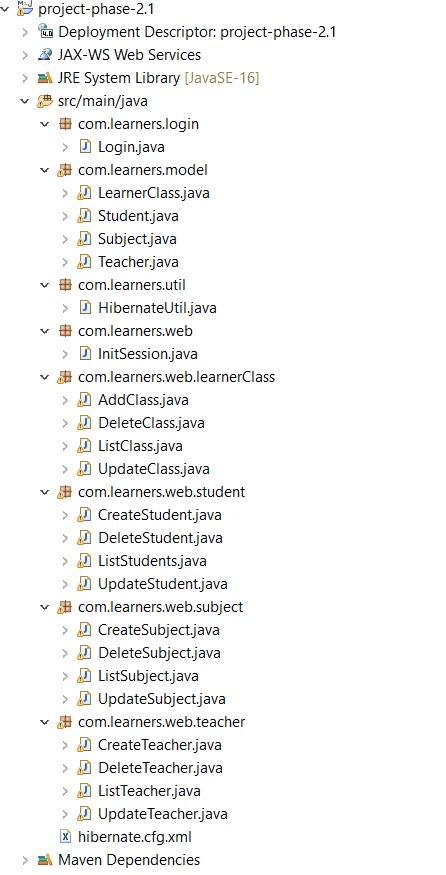 project-phase-2.1
Deployment Descriptor: project-phase-2.1
JAX-WS Web Services
JRE System Library [JavaSE-16]
src/main/java
com.learners.login
Login.java
com.learners.model
LearnerClass.java
Student.java
Subject.java
Teacher.java
com.learners.util
HibernateUtil.java
com.learners.web
InitSession.java
com.learners.web.learnerClass
AddClass.java
DeleteClass.java
ListClass.java
UpdateClass.java
com.learners.web.student
CreateStudent.java
DeleteStudent.java
ListStudents.java
UpdateStudent.java
com.learners.web.subject
CreateSubject.java
DeleteSubject.java
ListSubject.java
UpdateSubject.java
com.learners.web.teacher
CreateTeacher.java
DeleteTeacher.java
ListTeacher.java
UpdateTeacher.java
hibernate.cfg.xml
Maven Dependencies